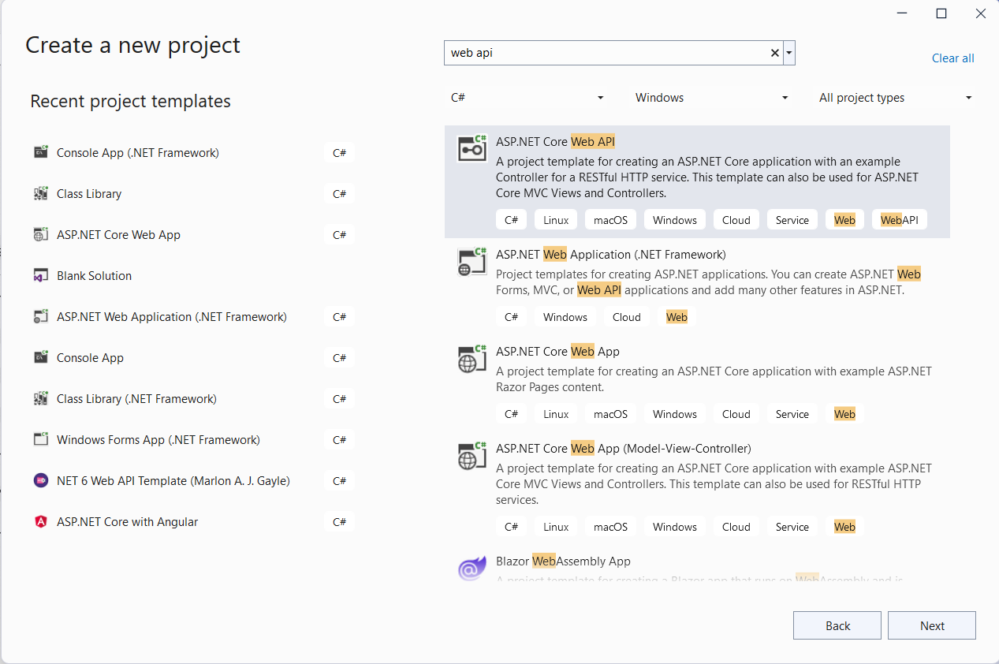 Create a new project
web api
Clear all
Recent project templates
C#
Windows
All project types
Console App (.NET Framework)
C#
Class Library
C#
ASP.NET Core Web App
C#
Blank Solution
ASP.NET Web Application (.NET Framework)
C#
Console App
C#
Class Library (.NET Framework)
C#
Windows Forms App (.NET Framework)
C#
NET 6 Web API Template (Marlon A. J. Gayle)
C#
ASP.NET Core with Angular
C#
ASP.NET Core Web API
A project template for creating an ASP.NET Core application with an example
Controller for a RESTful HTTP service. This template can also be used for ASP.NET
Core MVC Views and Controllers.
C# Linux macOS Windows Cloud Service Web WebAPI
ASP.NET Web Application (.NET Framework)
Project templates for creating ASP.NET applications. You can create ASP.NET Web
Forms, MVC, or Web API applications and add many other features in ASP.NET.
C# Windows Cloud Web
ASP.NET Core Web App
A project template for creating an ASP.NET Core application with example ASP.NET
Razor Pages content.
C# Linux macOS Windows Cloud Service Web
ASP.NET Core Web App (Model-View-Controller)
A project template for creating an ASP.NET Core application with example ASP.NET
Core MVC Views and Controllers. This template can also be used for RESTful HTTP
services.
C# Linux macOS Windows Cloud Service Web
Blazor WebAssembly App
A project template for creating a Blazor app that runs on WebAssembly and is
Back
Next